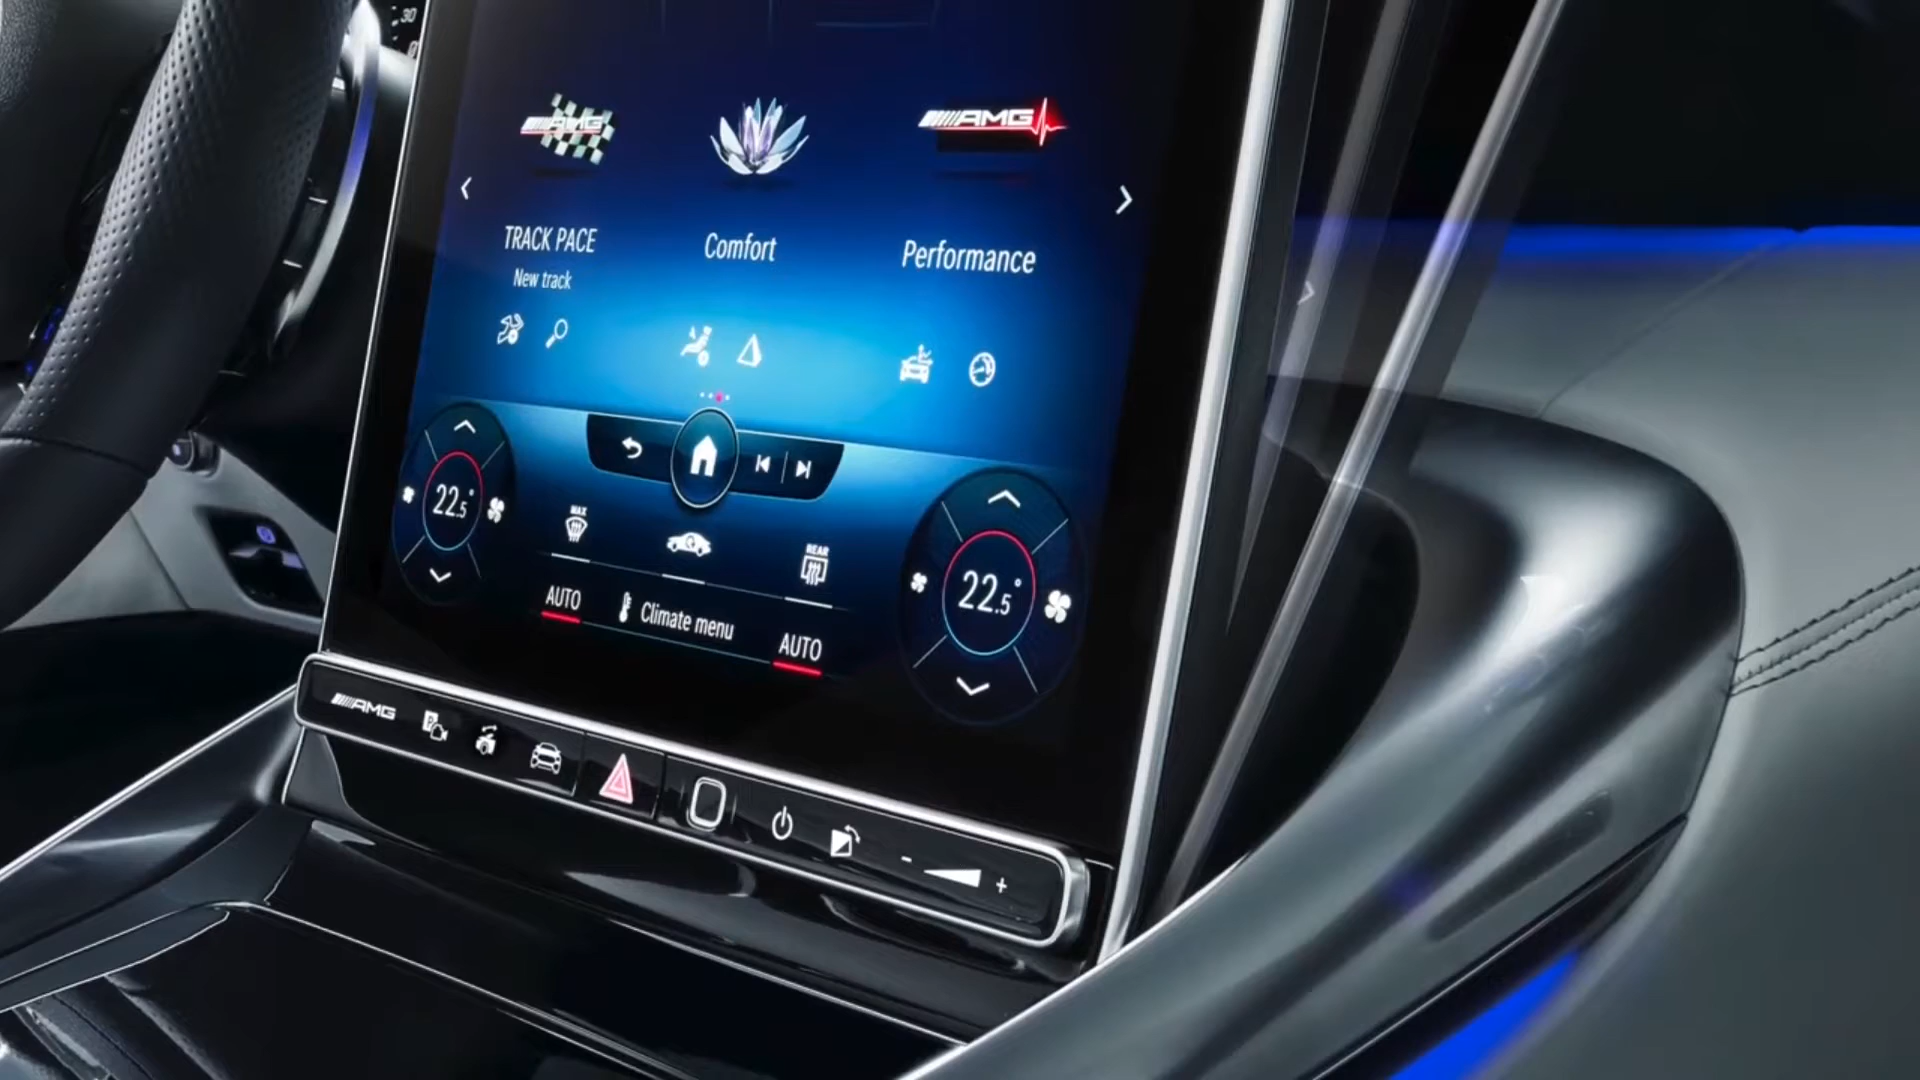 30
AMG
AMG
TRACK PACE
New track
Comfort
Performance
22.5°
MAX
REAR
22.5°
AUTO
Climate menu
AUTO
AMG
P
- +